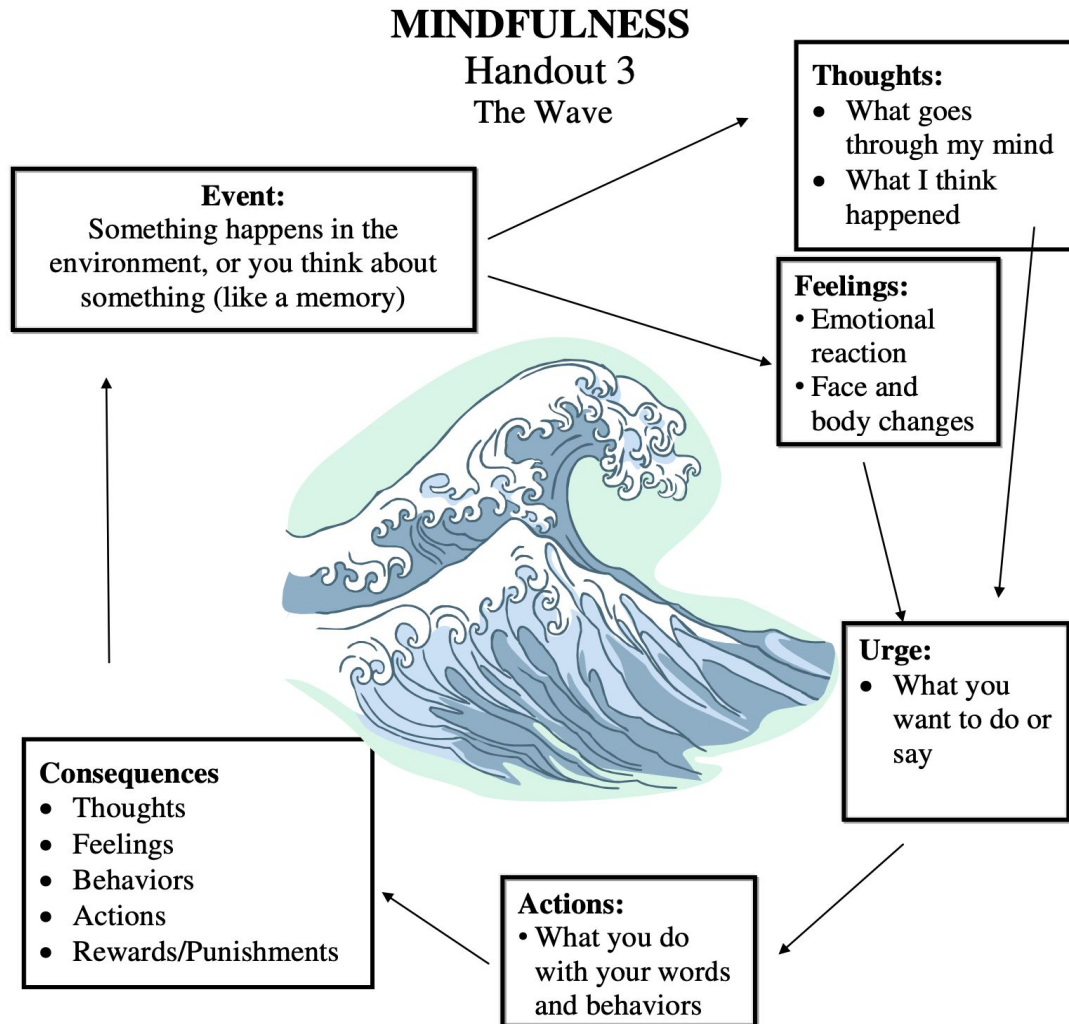 MINDFULNESS
Handout 3
The Wave
Event:
Something happens in the
environment, or you think about
something (like a memory)
Thoughts:
• What goes
through my mind
• What I think
happened
Feelings:
• Emotional
reaction
• Face and
body changes
Urge:
• What you
want to do or
say
Actions:
• What you do
with your words
and behaviors
Consequences
• Thoughts
• Feelings
• Behaviors
• Actions
• Rewards/Punishments